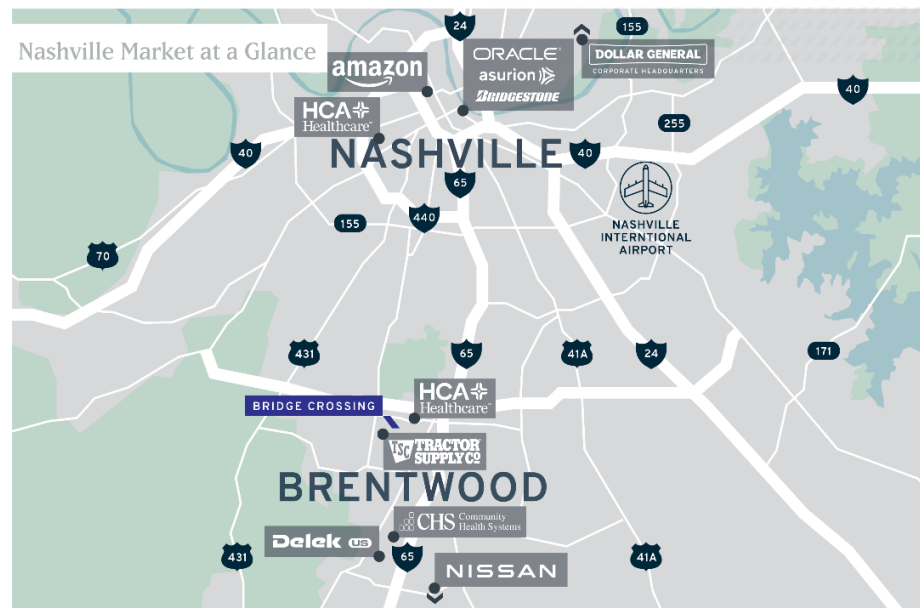 Nashville Market at a Glance
24
155
ORACLE
asurion
BRIDGESTONE
DOLLAR GENERAL
CORPORATE HEADQUARTERS
amazon
40
HCA
Healthcare™
255
40
NASHVILLE
40
65
NASHVILLE
INTERNTIONAL
AIRPORT
155
440
70
431
65
41A
24
171
HCA
Healthcare™
BRIDGE CROSSING
TSC TRACTOR
SUPPLY CO
BRENTWOOD
CHS Community
Health Systems
Delek US
431
65
41A
NISSAN